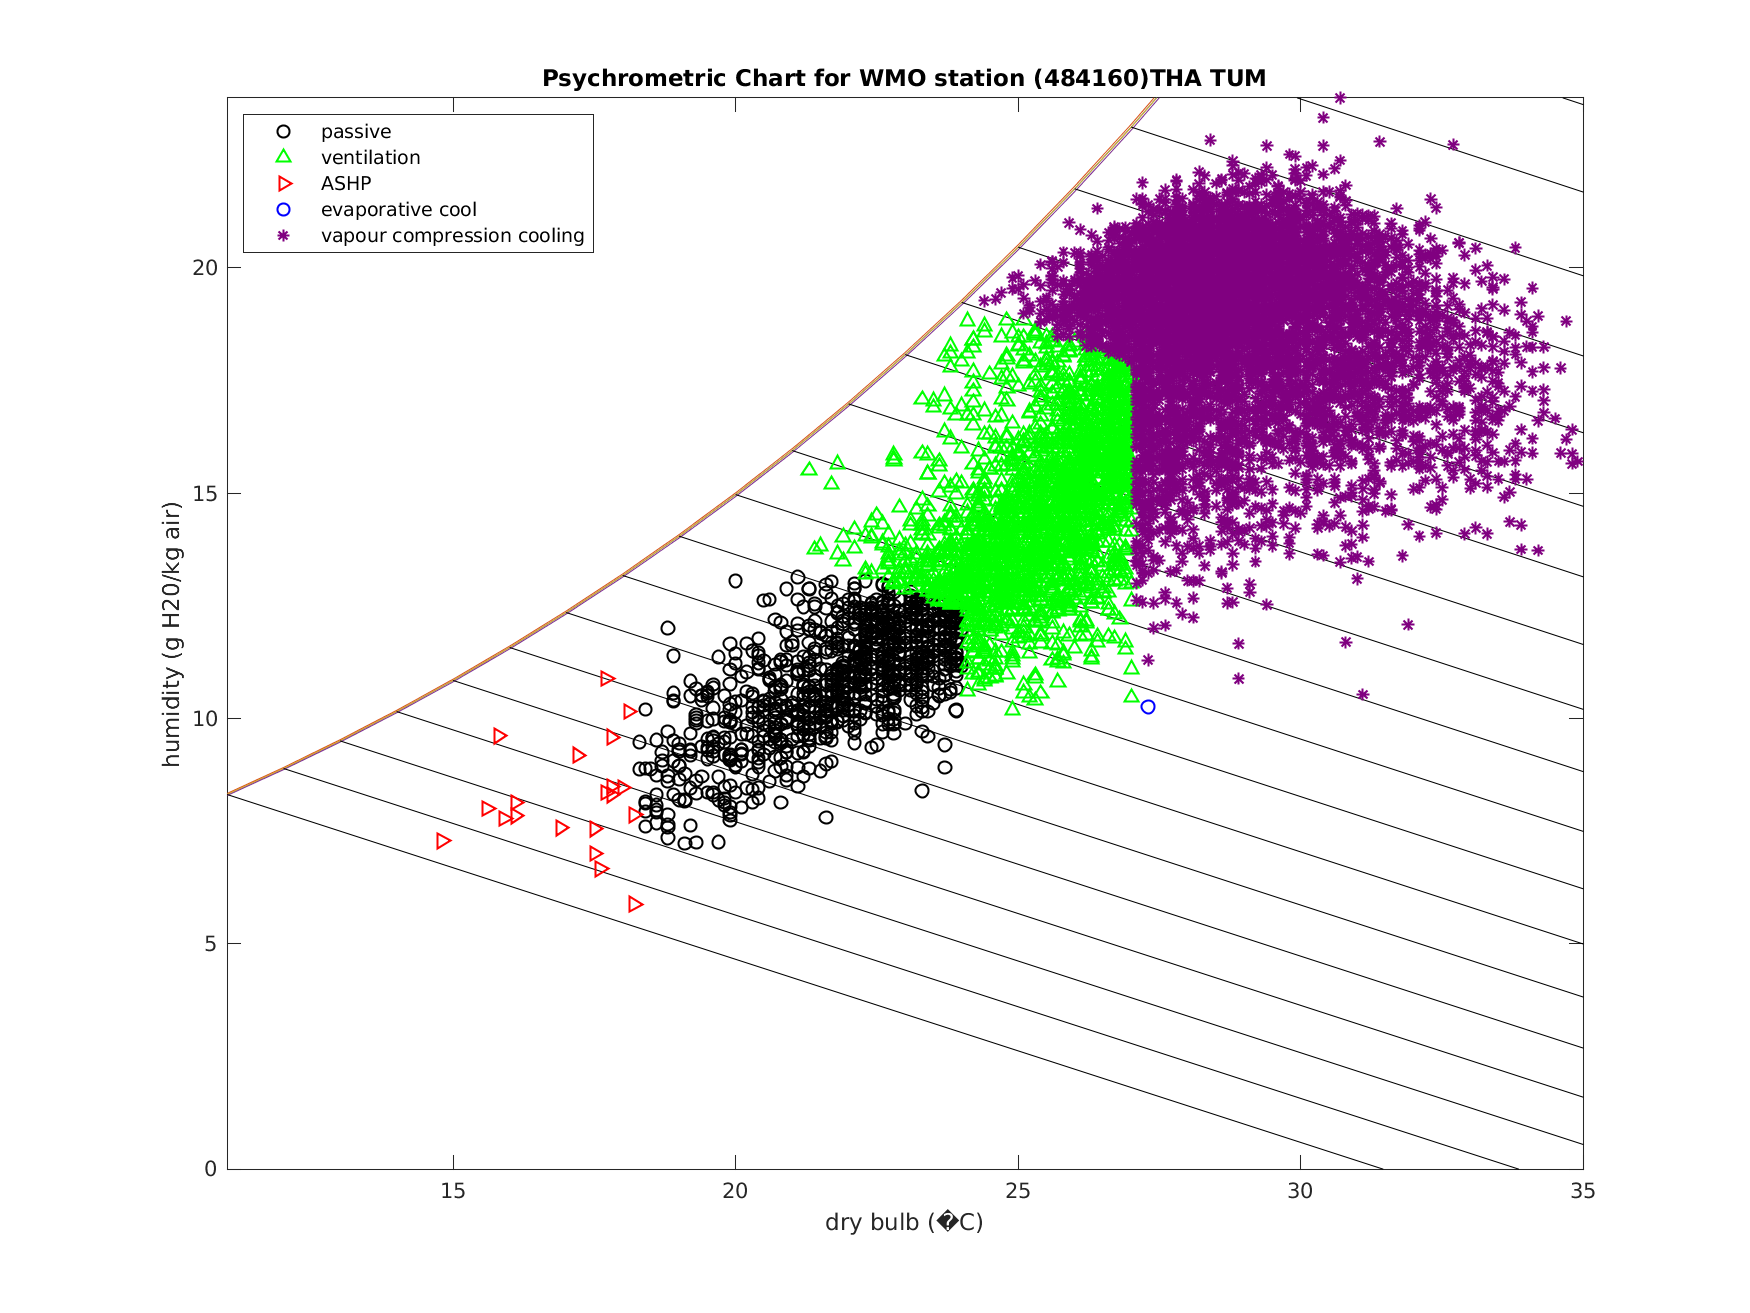 Psychrometric Chart for WMO station (484160)THA TUM
passive
ventilation
ASHP
evaporative cool
vapour compression cooling
humidity (g H20/kg air)
20
15
10
5
0
15
20
25
30
35
dry bulb (�C)